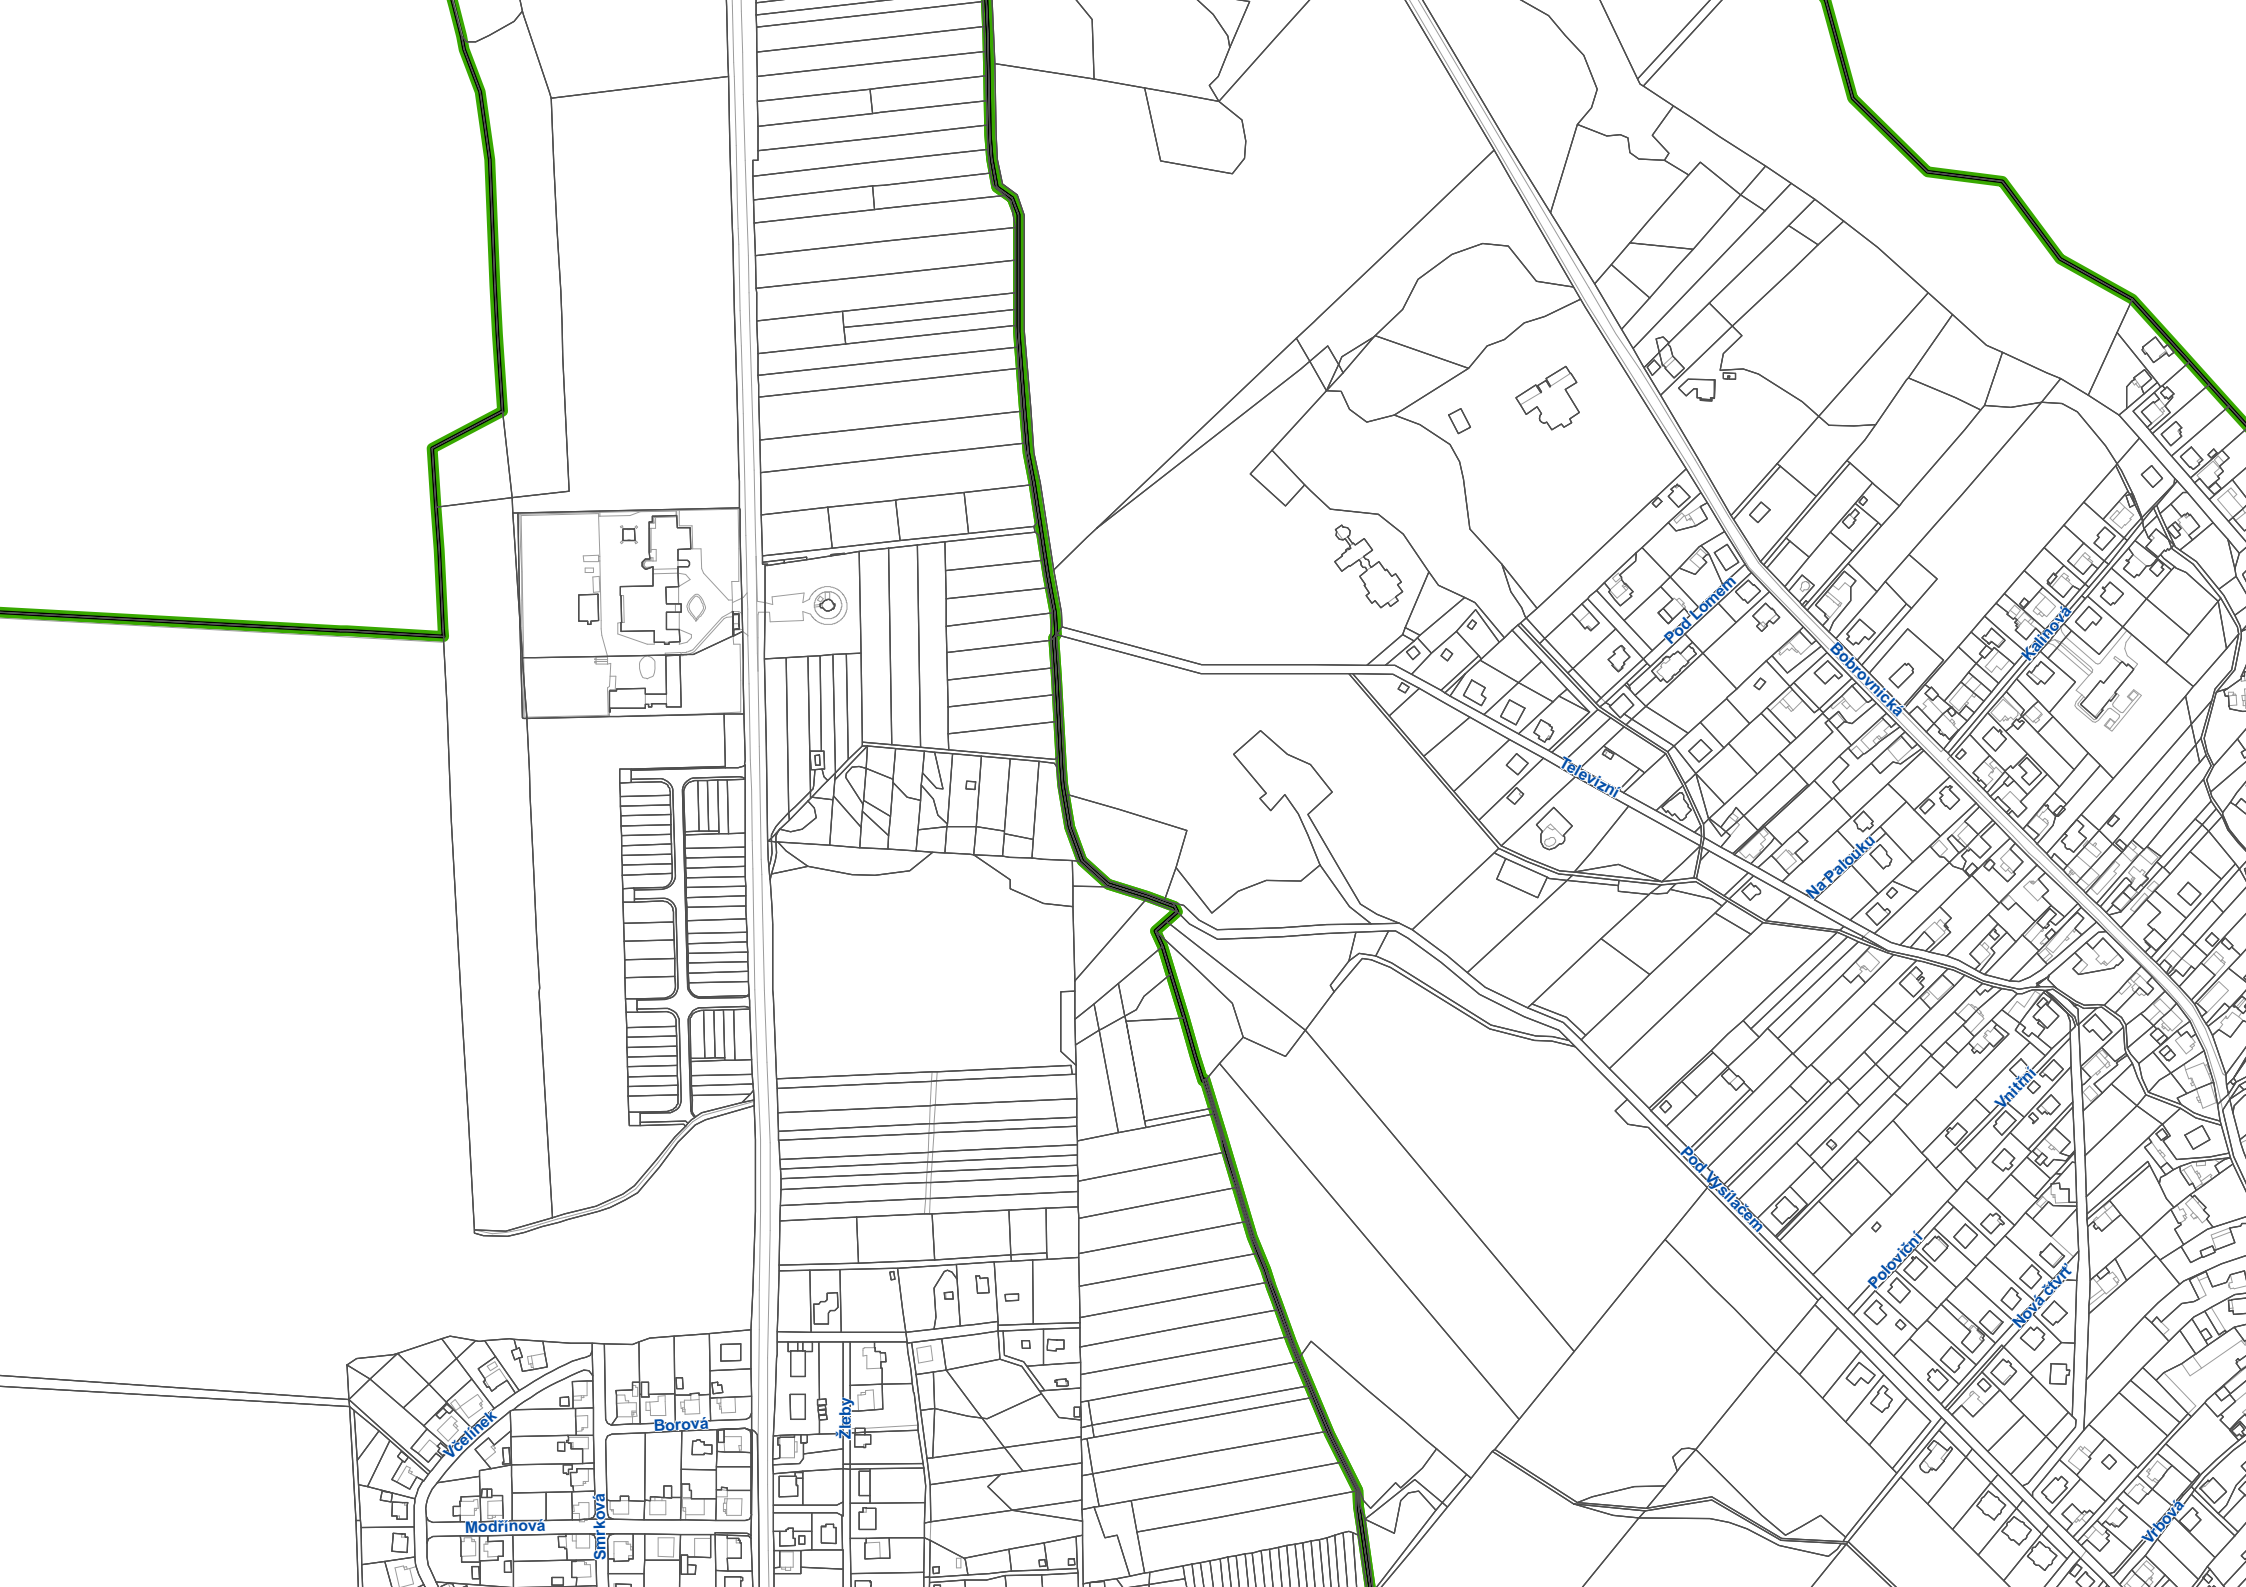 Pod Lomem
Kalinová
Bobrovnická
Televizní
Na Palouku
Vnitřní
Pod Vysílačem
Poloviční
Nová čtvrť
Včelínek
Borová
Žleby
Smrková
Modřínová
Vrbová